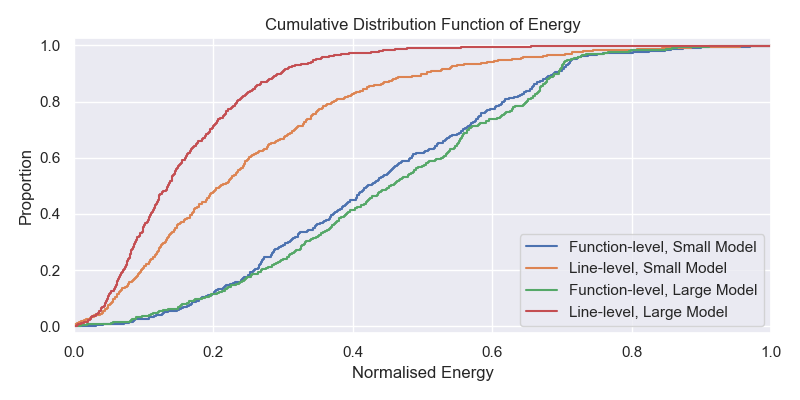 Cumulative Distribution Function of Energy
1.0
0.8
0.6
0.4
0.2
0.0
Proportion
0.0 0.2 0.4 0.6 0.8 1.0
Normalised Energy
Function-level, Small Model
Line-level, Small Model
Function-level, Large Model
Line-level, Large Model